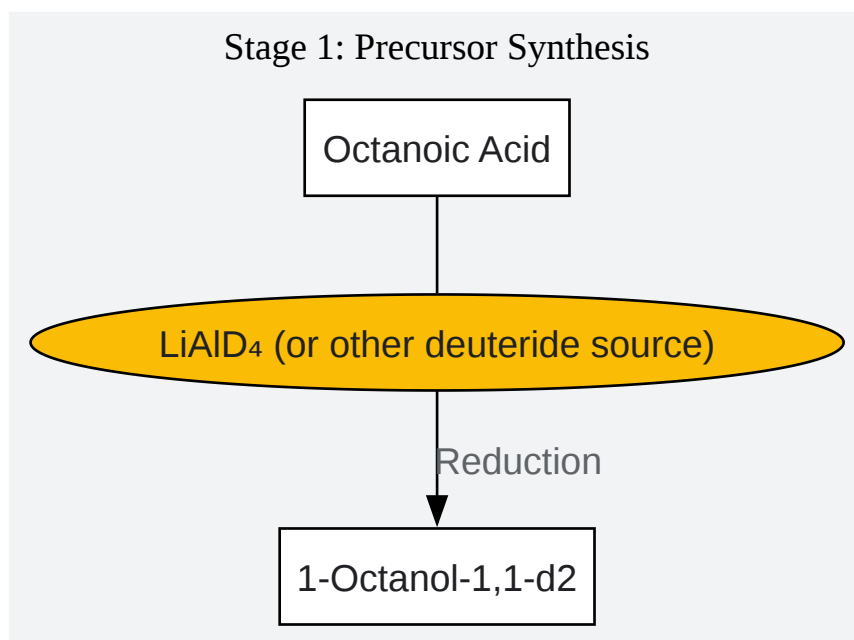 Stage 1: Precursor Synthesis
Octanoic Acid
LiAlD₄ (or other deuteride source)
Reduction
1-Octanol-1,1-d2